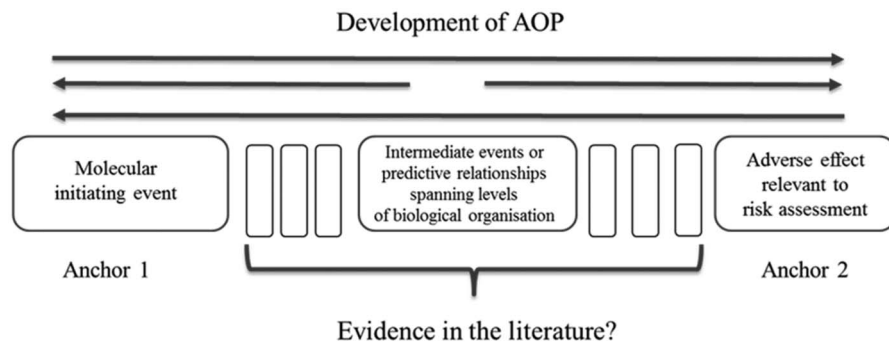 Development of AOP
Molecular
initiating event
Intermediate events or
predictive relationships
spanning levels
of biological organisation
Adverse effect
relevant to
risk assessment
Anchor 1
Anchor 2
Evidence in the literature?